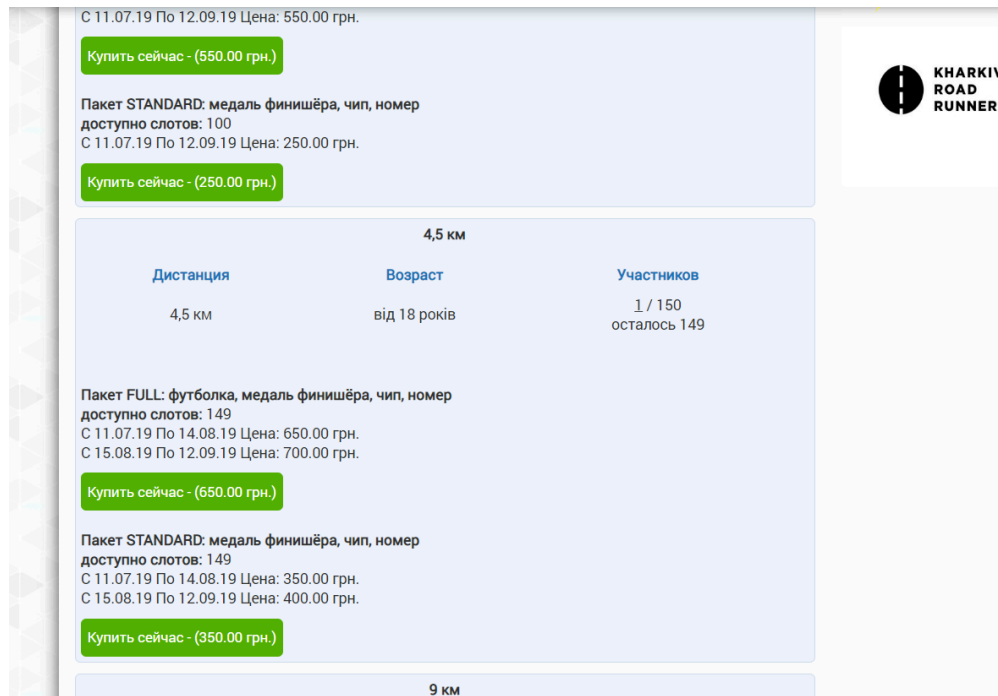 С 11.07.19 По 12.09.19 Цена: 550.00 грн.
Купить сейчас - (550.00 грн.)
Пакет STANDARD: медаль финишёра, чип, номер
доступно слотов: 100
С 11.07.19 По 12.09.19 Цена: 250.00 грн.
Купить сейчас - (250.00 грн.)
4,5 км
Дистанция Возраст Участников
4,5 км від 18 років 1 / 150
осталось 149
Пакет FULL: футболка, медаль финишёра, чип, номер
доступно слотов: 149
С 11.07.19 По 14.08.19 Цена: 650.00 грн.
С 15.08.19 По 12.09.19 Цена: 700.00 грн.
Купить сейчас - (650.00 грн.)
Пакет STANDARD: медаль финишёра, чип, номер
доступно слотов: 149
С 11.07.19 По 14.08.19 Цена: 350.00 грн.
С 15.08.19 По 12.09.19 Цена: 400.00 грн.
Купить сейчас - (350.00 грн.)
9 км
KHARKIV
ROAD
RUNNER